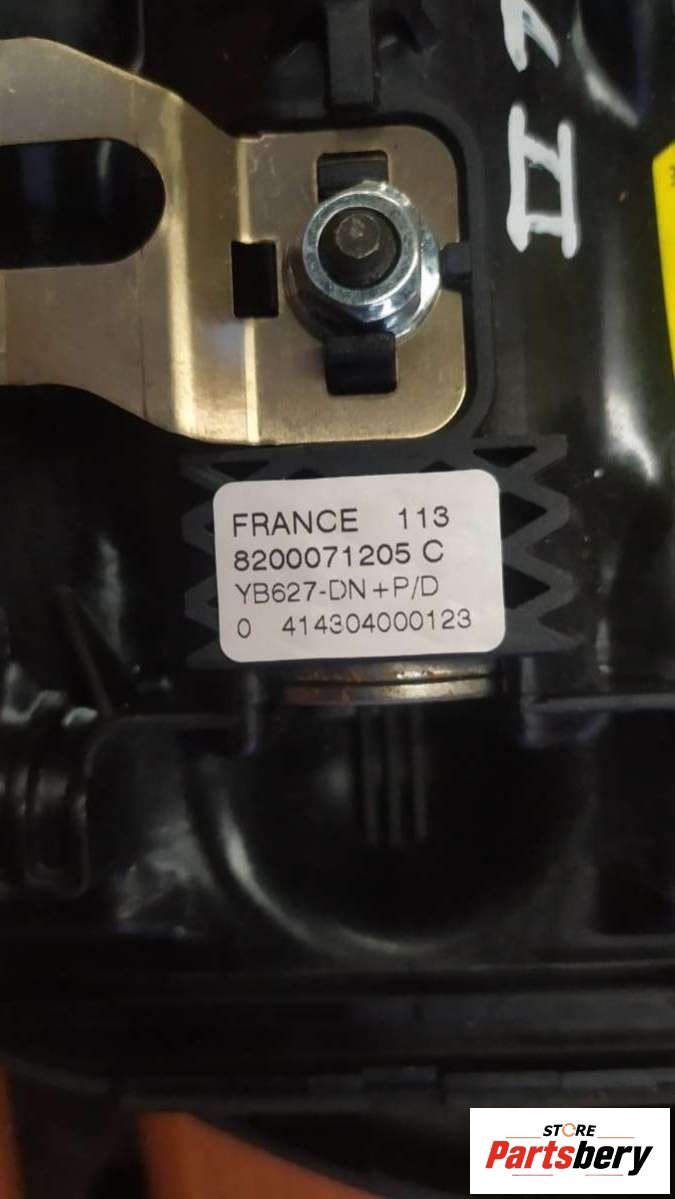 FRANCE 113
8200071205 C
YB627-DN+P/D
0 414304000123
STORE
Partsbery